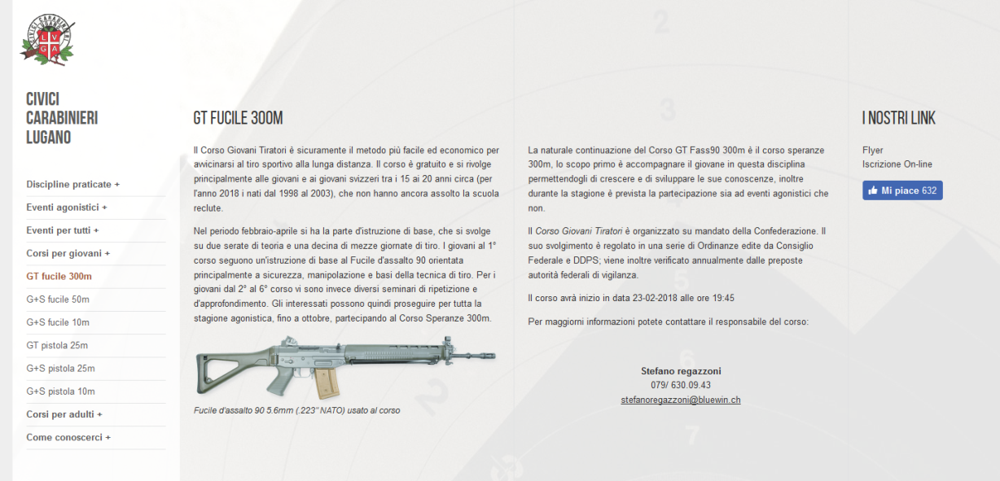 CIVICI CARABINIERI
LUGANO
LV
GA
CIVICI
CARABINIERI
LUGANO
Discipline praticate +
Eventi agonistici +
Eventi per tutti +
Corsi per giovani +
GT fucile 300m
G+S fucile 50m
G+S fucile 10m
GT pistola 25m
G+S pistola 25m
G+S pistola 10m
Corsi per adulti +
Come conoscerci +
GT FUCILE 300M
Il Corso Giovani Tiratori è sicuramente il metodo più facile ed economico per
avvicinarsi al tiro sportivo alla lunga distanza. Il corso è gratuito e si rivolge
principalmente alle giovani e ai giovani svizzeri tra i 15 ai 20 anni circa (per
l'anno 2018 i nati dal 1998 al 2003), che non hanno ancora assolto la scuola
reclute.
Nel periodo febbraio-aprile si ha la parte d'istruzione di base, che si svolge
su due serate di teoria e una decina di mezze giornate di tiro. I giovani al 1°
corso seguono un'istruzione di base al Fucile d'assalto 90 orientata
principalmente a sicurezza, manipolazione e basi della tecnica di tiro. Per i
giovani dal 2° al 6° corso vi sono invece diversi seminari di ripetizione e
d'approfondimento. Gli interessati possono quindi proseguire per tutta la
stagione agonistica, fino a ottobre, partecipando al Corso Speranze 300m.
Fucile d'assalto 90 5.6mm (.223" NATO) usato al corso
La naturale continuazione del Corso GT Fass90 300m è il corso speranze
300m, lo scopo primo è accompagnare il giovane in questa disciplina
permettendogli di crescere e di sviluppare le sue conoscenze, inoltre
durante la stagione è prevista la partecipazione sia ad eventi agonistici che
non.
Il Corso Giovani Tiratori è organizzato su mandato della Confederazione. Il
suo svolgimento è regolato in una serie di Ordinanze edite da Consiglio
Federale e DDPS; viene inoltre verificato annualmente dalle preposte
autorità federali di vigilanza.
Il corso avrà inizio in data 23-02-2018 alle ore 19:45
Per maggiorni informazioni potete contattare il responsabile del corso:
Stefano regazzoni
079/ 630.09.43
stefanoregazzoni@bluewin.ch
I NOSTRI LINK
Flyer
Iscrizione On-line
Mi piace 632
2
3
4
5
6
7
1
2
3